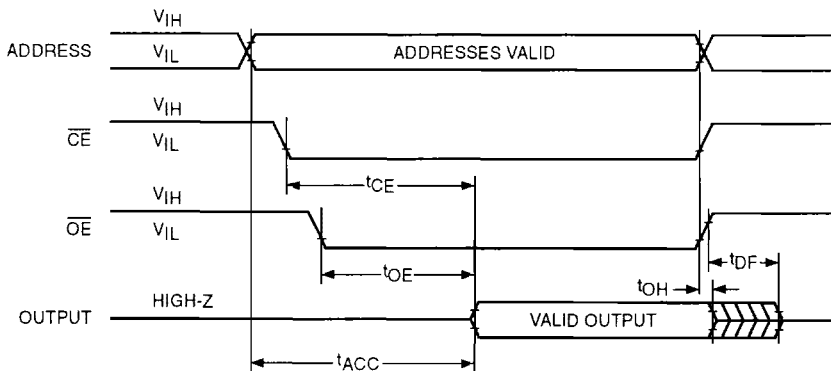 VIH
ADDRESS VIL ADDRESSES VALID
VIH
CE VIL
tCE
VIH
OE VIL
tOE tDF
tOH
HIGH-Z
OUTPUT VALID OUTPUT
tACC